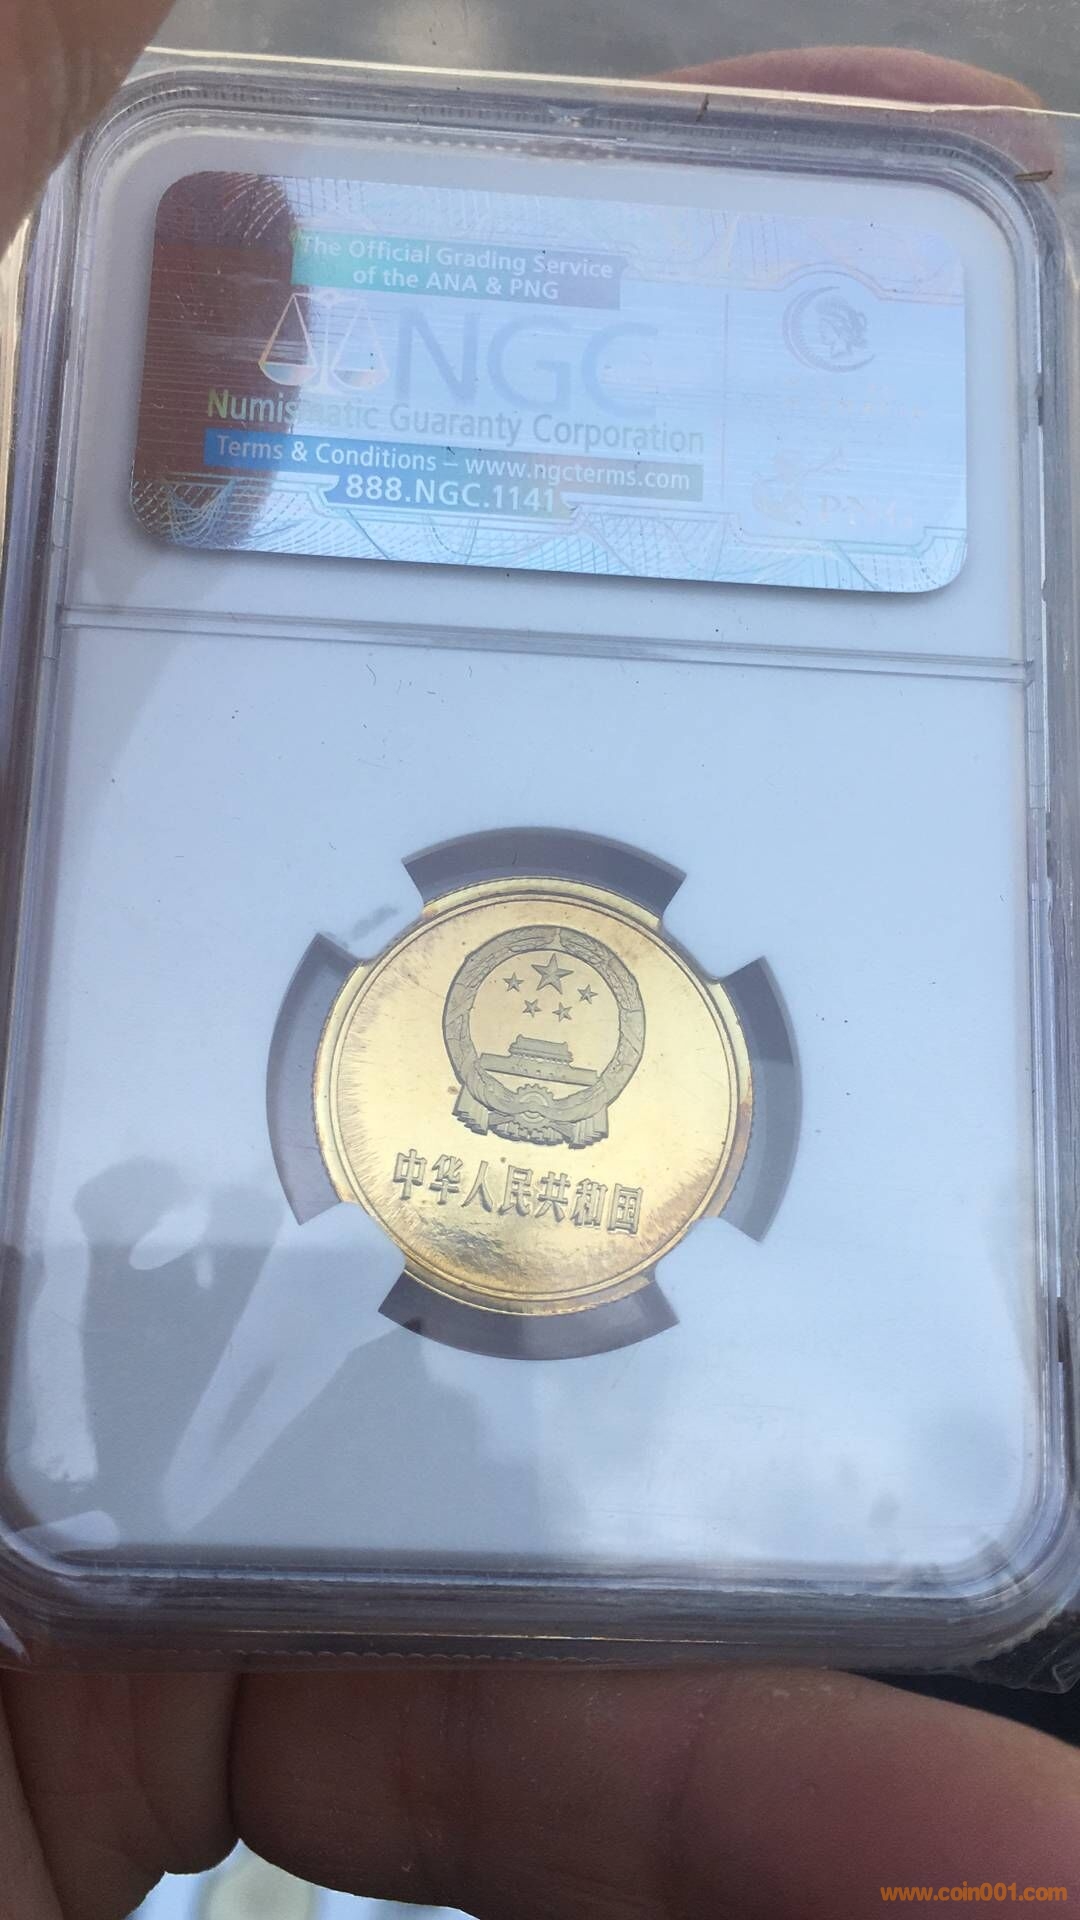 The Official Grading Service
of the ANA & PNG
NGC
Numismatic Guaranty Corporation
Terms & Conditions – www.ngcterms.com
888.NGC.1141
中华人民共和国
www.coin001.com